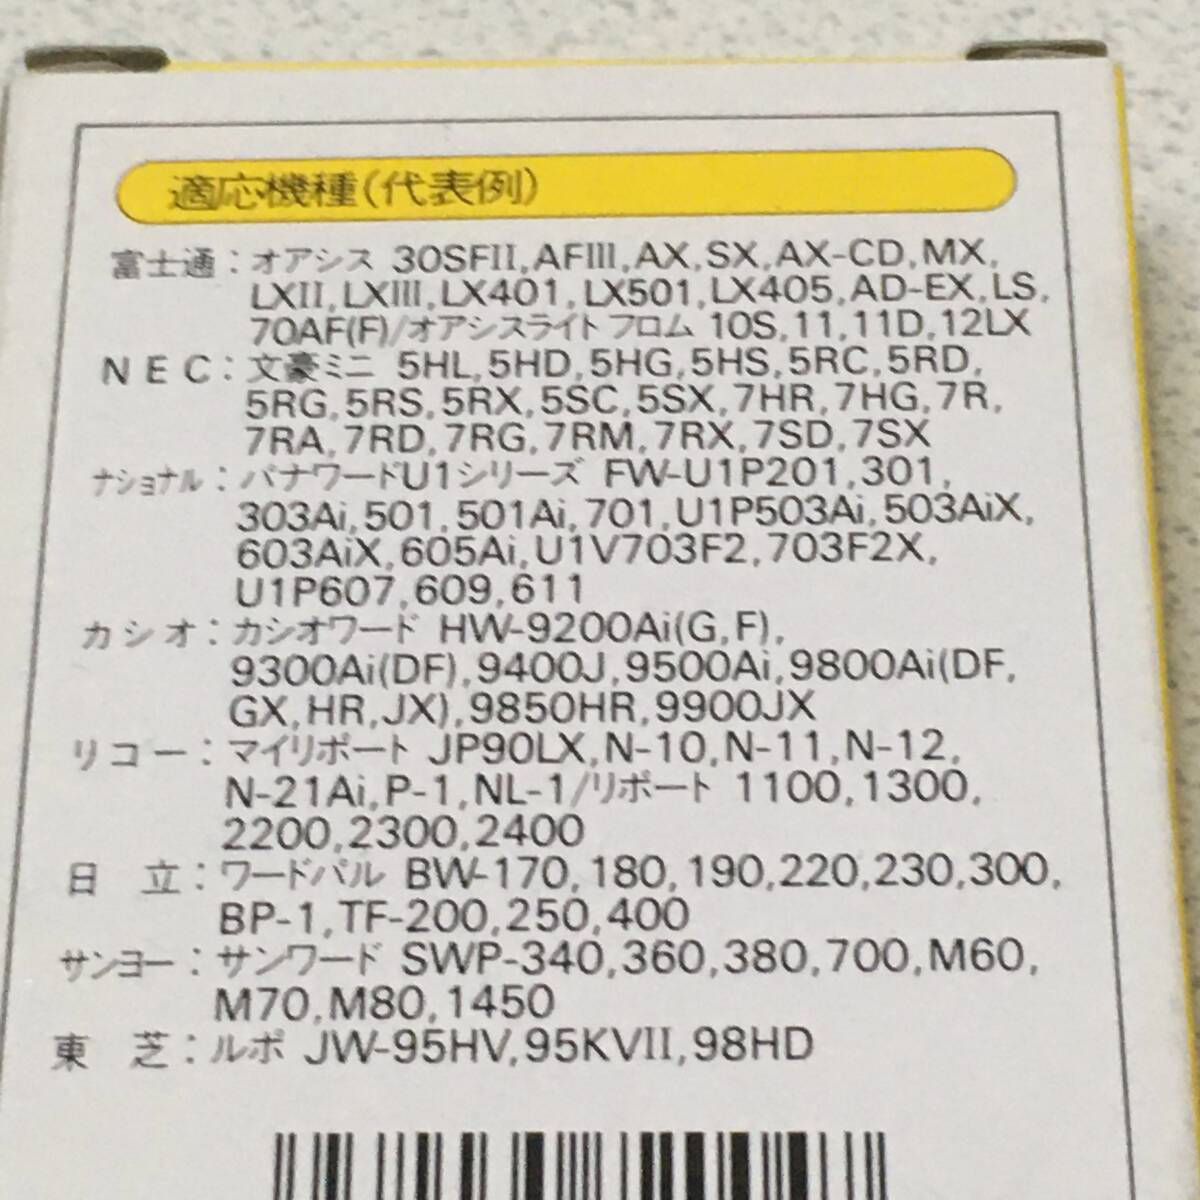 適応機種(代表例)
富士通：オアシス 30SFII,AFIII,AX,SX,AX-CD,MX,
LXII,LXIII,LX401,LX501,LX405,AD-EX,LS,
70AF(F)/オアシスライト フロム 10S,11,11D,12LX
NEC：文豪ミニ 5HL,5HD,5HG,5HS,5RC,5RD,
5RG,5RS,5RX,5SC,5SX,7HR,7HG,7R,
7RA,7RD,7RG,7RM,7RX,7SD,7SX
ナショナル：パナワードU1シリーズ FW-U1P201,301,
303Ai,501,501Ai,701,U1P503Ai,503AiX,
603AiX,605Ai,U1V703F2,703F2X,
U1P607,609,611
カシオ：カシオワード HW-9200Ai(G,F),
9300Ai(DF),9400J,9500Ai,9800Ai(DF,
GX,HR,JX),9850HR,9900JX
リコー：マイリポート JP90LX,N-10,N-11,N-12,
N-21Ai,P-1,NL-1/リポート 1100,1300,
2200,2300,2400
日 立：ワードパル BW-170,180,190,220,230,300,
BP-1,TF-200,250,400
サンヨー：サンワード SWP-340,360,380,700,M60,
M70,M80,1450
東 芝：ルポ JW-95HV,95KVII,98HD